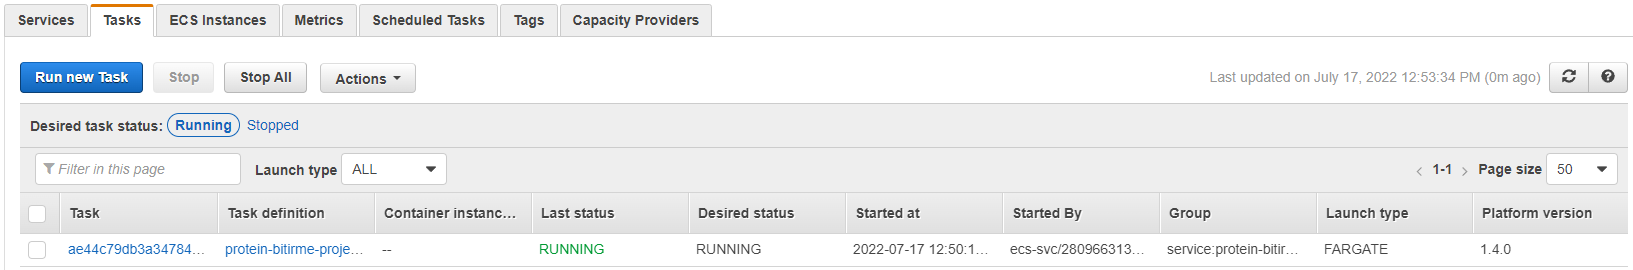 Services Tasks ECS Instances Metrics Scheduled Tasks Tags Capacity Providers
Run new Task Stop Stop All Actions Last updated on July 17, 2022 12:53:34 PM (0m ago)
Desired task status: Running Stopped
Filter in this page Launch type ALL 1-1 Page size 50
Task Task definition Container instanc... Last status Desired status Started at Started By Group Launch type Platform version
ae44c79db3a34784... protein-bitirme-proje... -- RUNNING RUNNING 2022-07-17 12:50:1... ecs-svc/280966313... service:protein-bitir... FARGATE 1.4.0